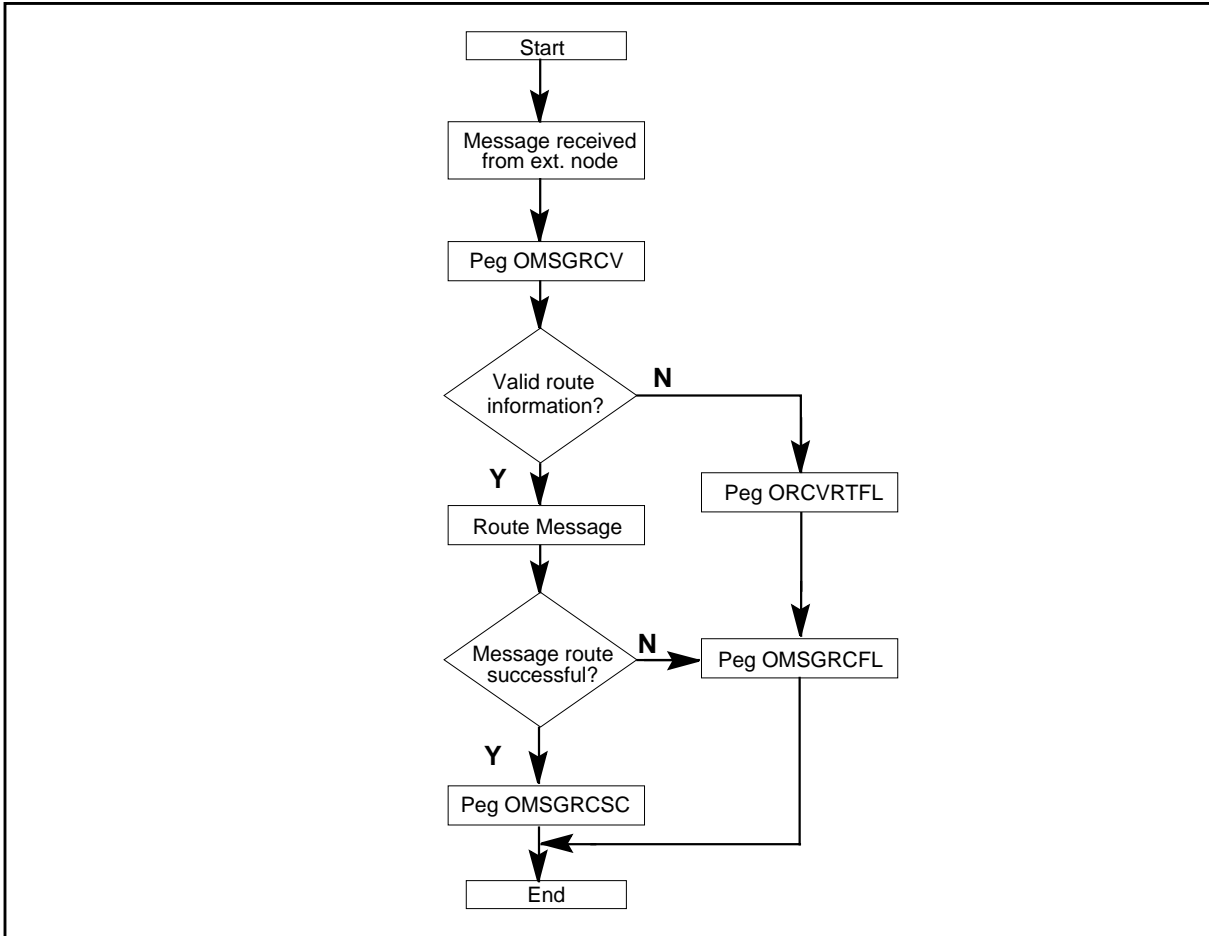 Start
Message received
from ext. node
Peg OMSGRCV
Valid route
information?
N
Y
Peg ORCVRTFL
Route Message
Message route
successful?
N
Peg OMSGRCFL
Y
Peg OMSGRCSC
End